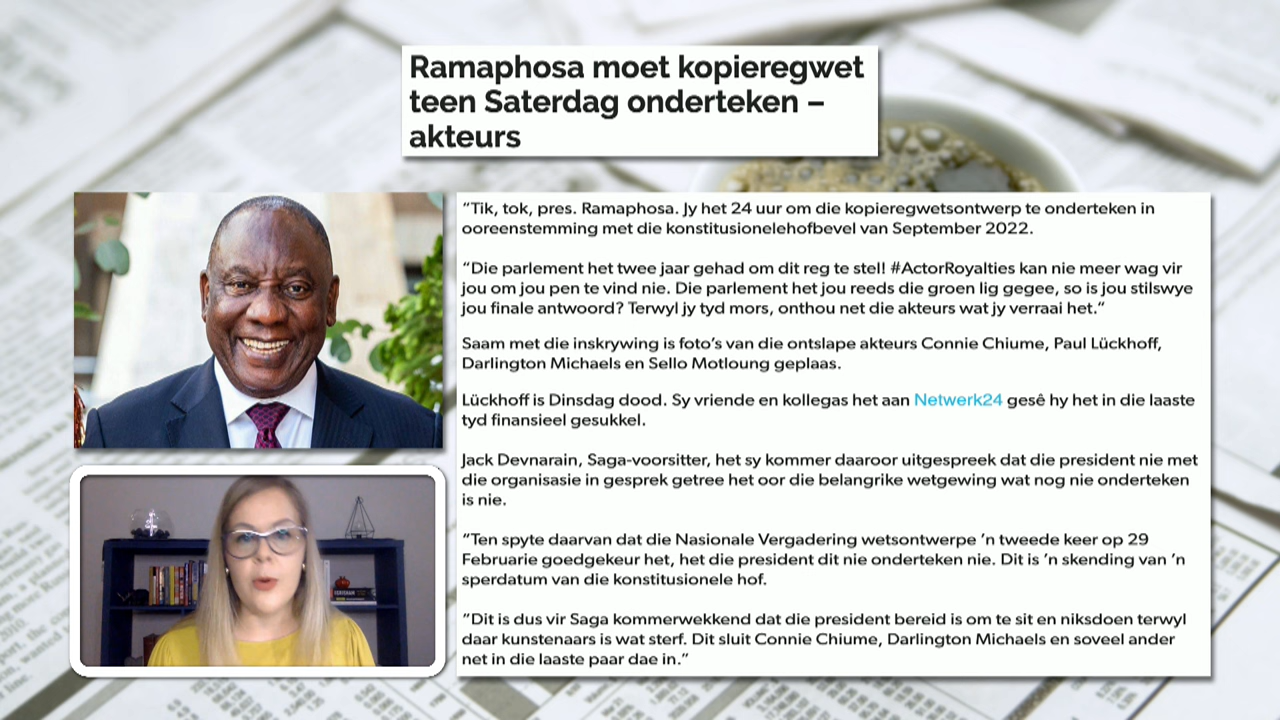 Ramaphosa moet kopieregwet
teen Saterdag onderteken –
akteurs
“Tik, tok, pres. Ramaphosa. Jy het 24 uur om die kopieregwetsontwerp te onderteken in
ooreenstemming met die konstitusionelehofbevel van September 2022.
“Die parlement het twee jaar gehad om dit reg te stel! #ActorRoyalties kan nie meer wag vir
jou om jou pen te vind nie. Die parlement het jou reeds die groen lig gegee, so is jou stilswye
jou finale antwoord? Terwyl jy tyd mors, onthou net die akteurs wat jy verraai het.“
Saam met die inskrywing is foto’s van die ontslape akteurs Connie Chiume, Paul Lückhoff,
Darlington Michaels en Sello Motloung geplaas.
Lückhoff is Dinsdag dood. Sy vriende en kollegas het aan Netwerk24 gesê hy het in die laaste
tyd finansieel gesukkel.
Jack Devnarain, Saga-voorsitter, het sy kommer daaroor uitgespreek dat die president nie met
die organisasie in gesprek getree het oor die belangrike wetgewing wat nog nie onderteken
is nie.
“Ten spyte daarvan dat die Nasionale Vergadering wetsontwerpe ’n tweede keer op 29
Februarie goedgekeur het, het die president dit nie onderteken nie. Dit is ’n skending van ’n
sperdatum van die konstitusionele hof.
“Dit is dus vir Saga kommerwekkend dat die president bereid is om te sit en niksdoen terwyl
daar kunstenaars is wat sterf. Dit sluit Connie Chiume, Darlington Michaels en soveel ander
net in die laaste paar dae in.”